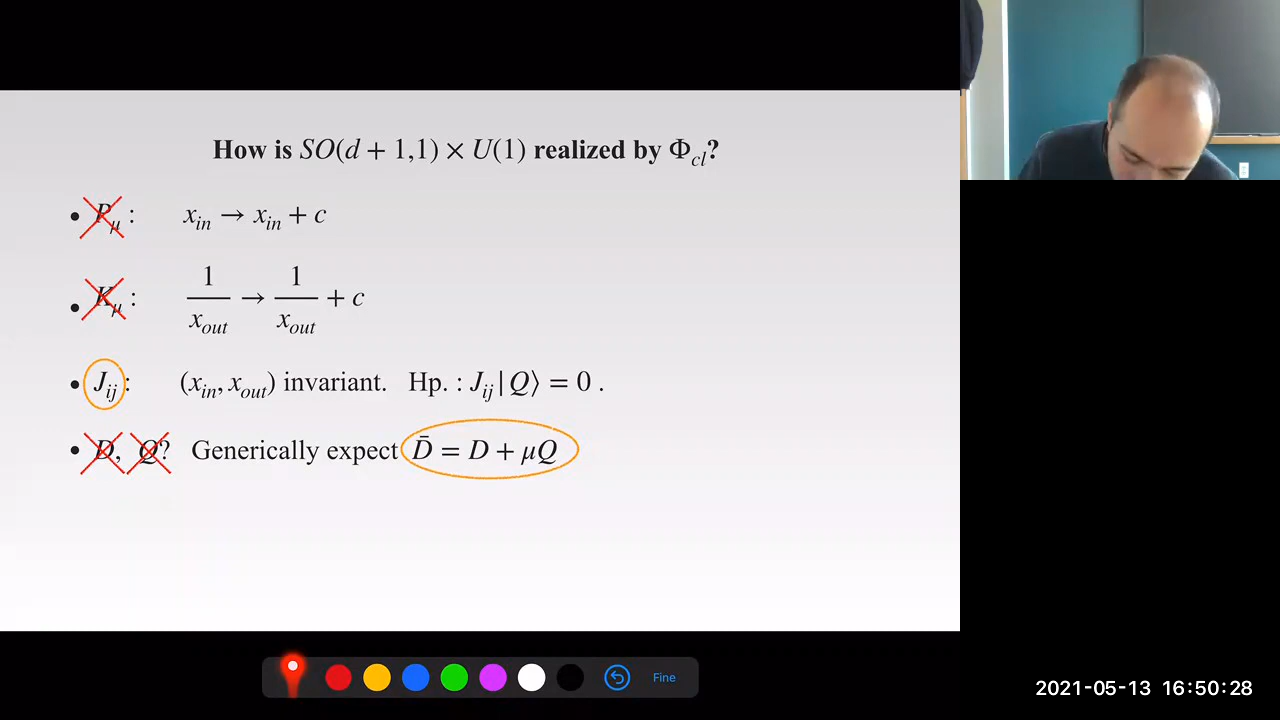 How is SO(d + 1,1) × U(1) realized by Φ_cl?
• P_μ : x_in → x_in + c
• K_μ : 1/x_out → 1/x_out + c
• J_ij : (x_in, x_out) invariant. Hp. : J_ij|Q⟩ = 0 .
• D, Q? Generically expect D̄ = D + μQ
Fine
2021-05-13 16:50:28